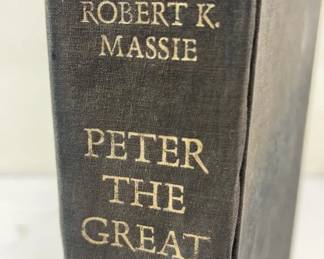 ROBERT K.
MASSIE
PETER
THE
GREAT